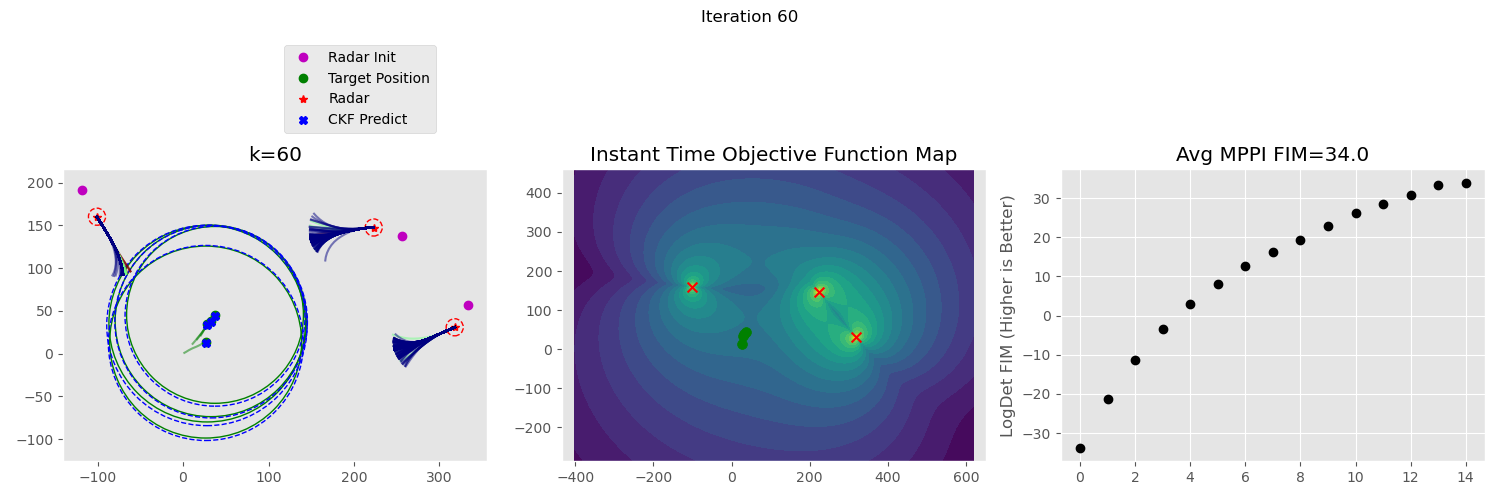 Iteration 60
Radar Init
Target Position
Radar
CKF Predict
k=60
200
150
100
50
0
−50
−100
−100 0 100 200 300
Instant Time Objective Function Map
400
300
200
100
0
−100
−200
−400 −200 0 200 400 600
Avg MPPI FIM=34.0
LogDet FIM (Higher is Better)
30
20
10
0
−10
−20
−30
0 2 4 6 8 10 12 14